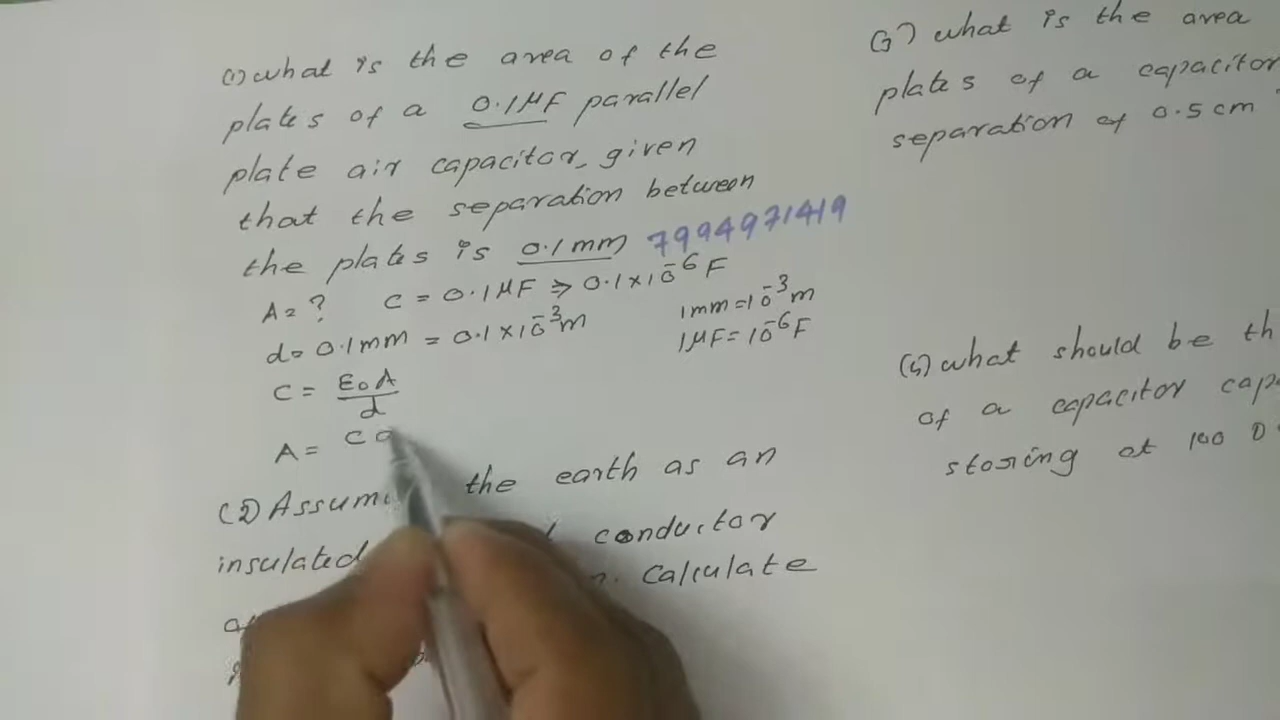 (1) what is the area of the
plates of a 0.1μF parallel
plate air capacitor, given
that the separation between
the plates is 0.1mm 7994971419
A = ? C = 0.1μF ⇒ 0.1×10⁻⁶F
d = 0.1mm = 0.1×10⁻³m
1mm = 10⁻³m
1μF = 10⁻⁶F
C = ε₀A/d
A = C
(2) the earth as an
insulated conductor
Calculate
(3) what is the area
plates of a capacitor
separation of 0.5cm
(4) what should be
of a capacitor
storing at 100